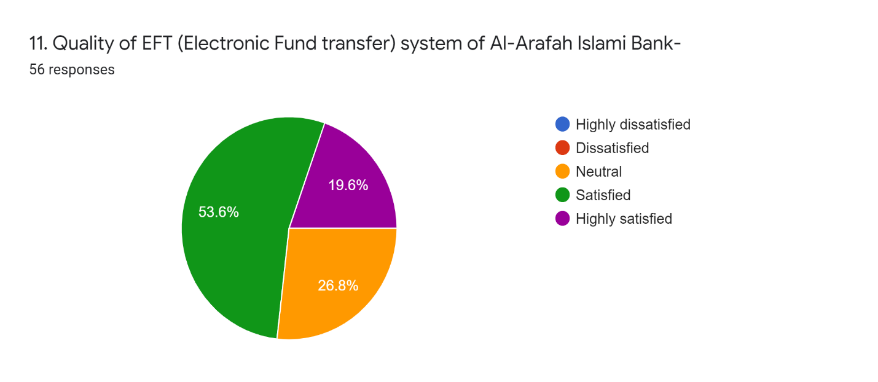 11. Quality of EFT (Electronic Fund transfer) system of Al-Arafah Islami Bank-
56 responses
Highly dissatisfied
Dissatisfied
Neutral
Satisfied
Highly satisfied
19.6%
53.6%
26.8%